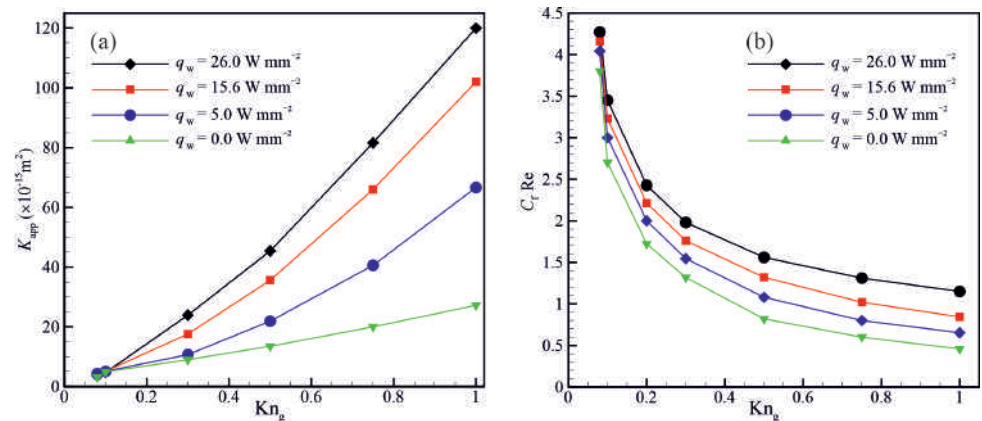 (a)
q_w = 26.0 W mm⁻²
q_w = 15.6 W mm⁻²
q_w = 5.0 W mm⁻²
q_w = 0.0 W mm⁻²
K_app (×10⁻¹⁵m²)
120
100
80
60
40
20
0
0
0.2
0.4
0.6
0.8
1
Kn_g
(b)
q_w = 26.0 W mm⁻²
q_w = 15.6 W mm⁻²
q_w = 5.0 W mm⁻²
q_w = 0.0 W mm⁻²
C_f Re
4.5
4
3.5
3
2.5
2
1.5
1
0.5
0
0.2
0.4
0.6
0.8
1
Kn_g